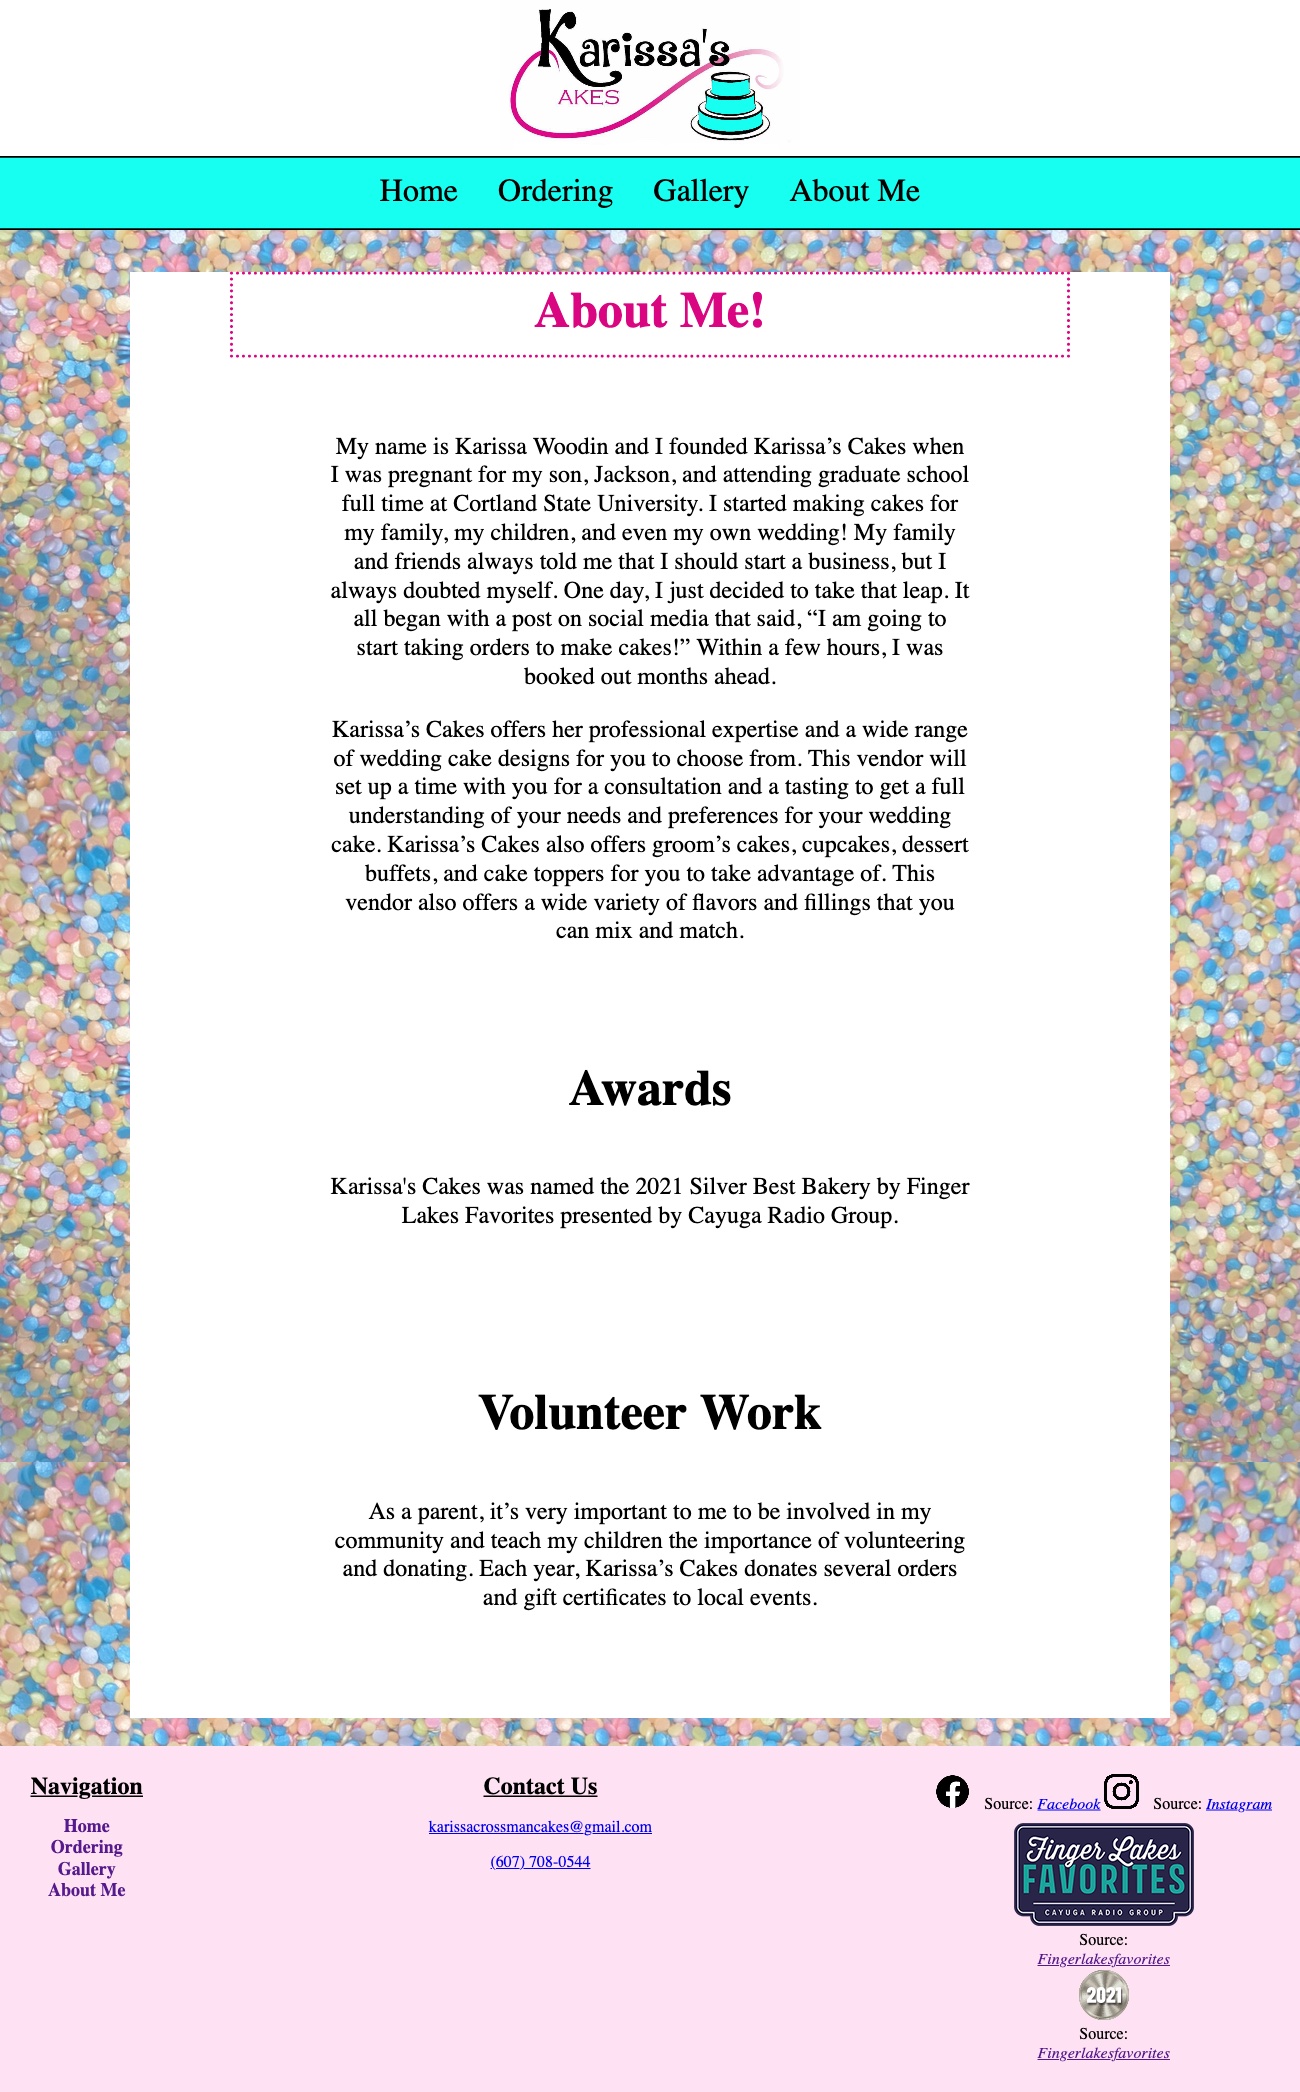 Karissa's
AKES
Home Ordering Gallery About Me
About Me!
My name is Karissa Woodin and I founded Karissa’s Cakes when
I was pregnant for my son, Jackson, and attending graduate school
full time at Cortland State University. I started making cakes for
my family, my children, and even my own wedding! My family
and friends always told me that I should start a business, but I
always doubted myself. One day, I just decided to take that leap. It
all began with a post on social media that said, “I am going to
start taking orders to make cakes!” Within a few hours, I was
booked out months ahead.
Karissa’s Cakes offers her professional expertise and a wide range
of wedding cake designs for you to choose from. This vendor will
set up a time with you for a consultation and a tasting to get a full
understanding of your needs and preferences for your wedding
cake. Karissa’s Cakes also offers groom’s cakes, cupcakes, dessert
buffets, and cake toppers for you to take advantage of. This
vendor also offers a wide variety of flavors and fillings that you
can mix and match.
Awards
Karissa's Cakes was named the 2021 Silver Best Bakery by Finger
Lakes Favorites presented by Cayuga Radio Group.
Volunteer Work
As a parent, it’s very important to me to be involved in my
community and teach my children the importance of volunteering
and donating. Each year, Karissa’s Cakes donates several orders
and gift certificates to local events.
Navigation
Home
Ordering
Gallery
About Me
Contact Us
karissacrossmancakes@gmail.com
(607) 708-0544
Source: Facebook Source: Instagram
Finger Lakes
FAVORITES
CAYUGA RADIO GROUP
Source:
Fingerlakesfavorites
2021
Source:
Fingerlakesfavorites